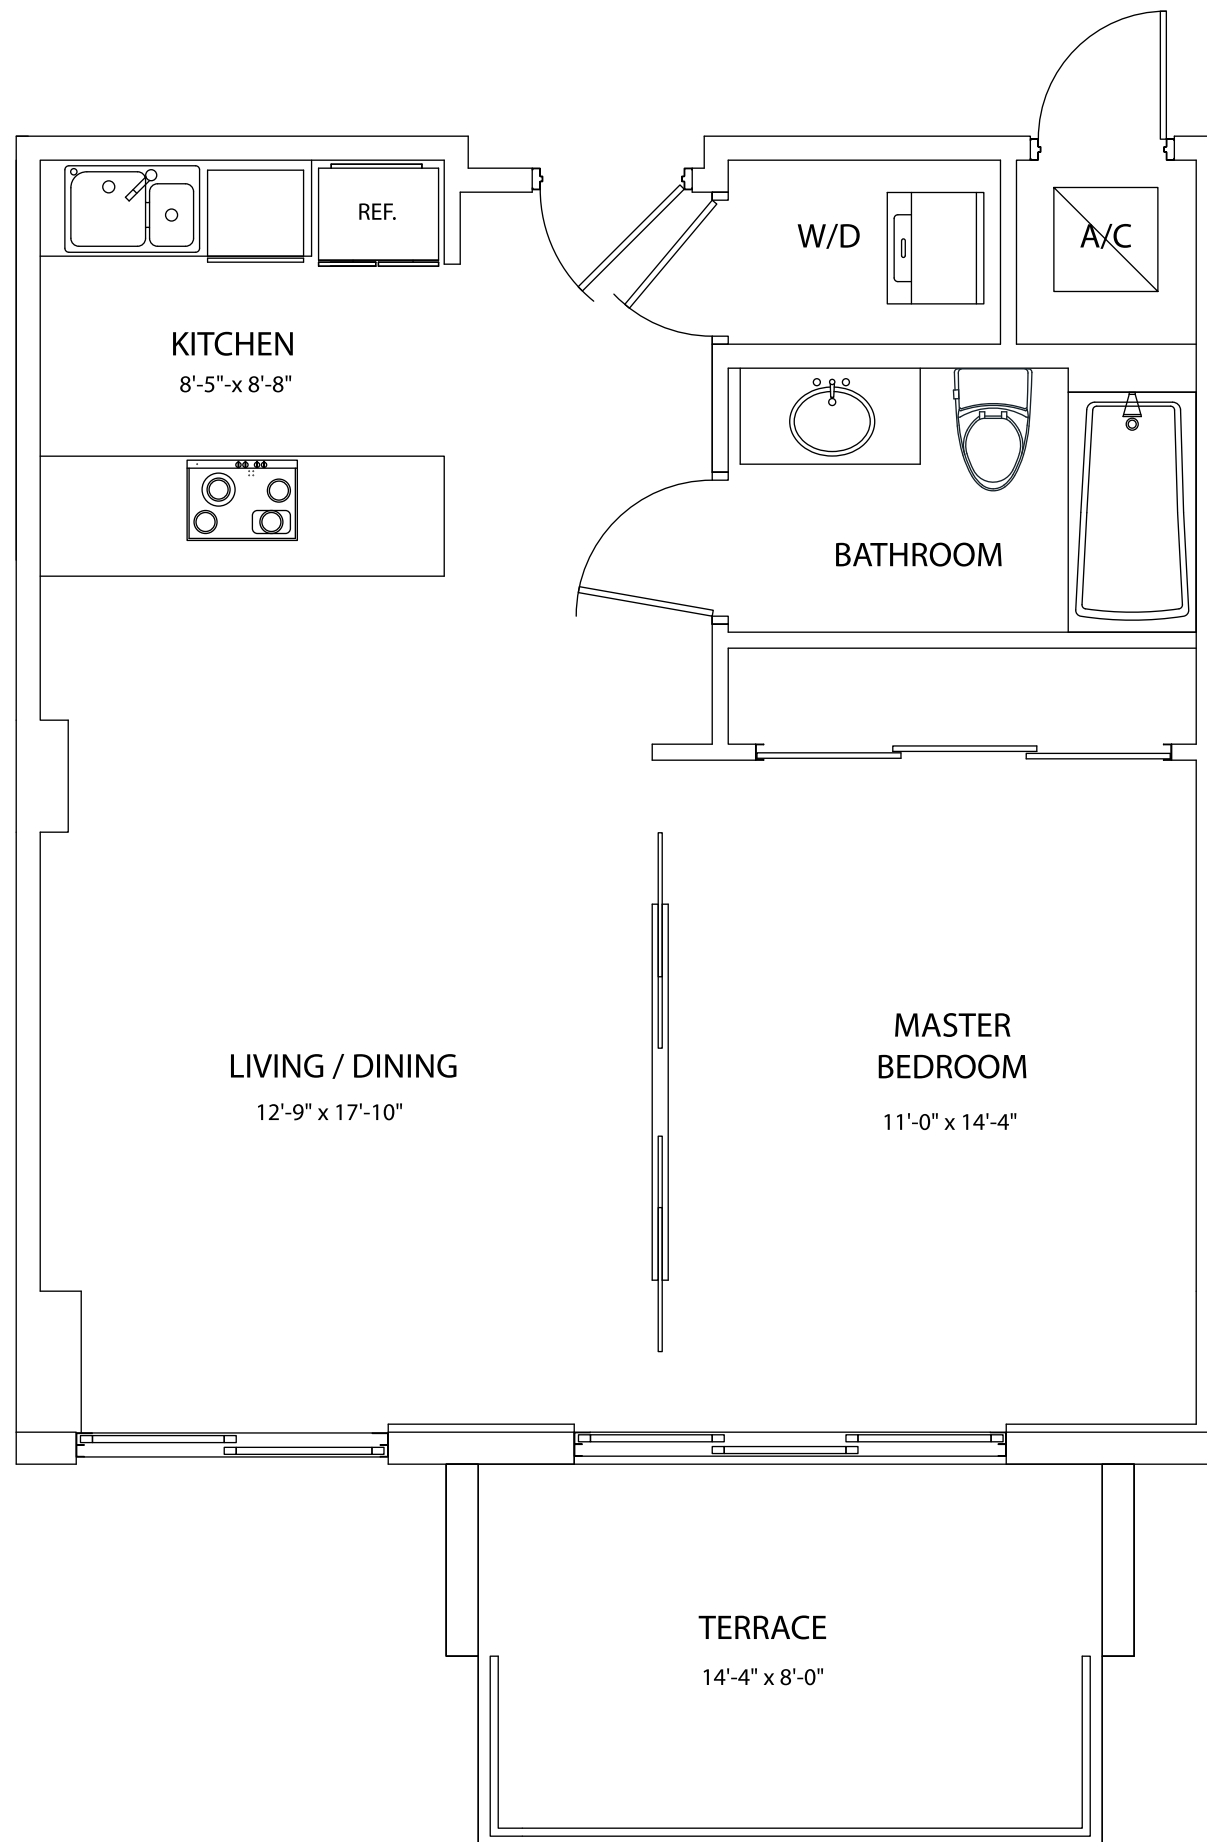 REF.
W/D
A/C
KITCHEN
8'-5"-x 8'-8"
BATHROOM
LIVING / DINING
12'-9" x 17'-10"
MASTER
BEDROOM
11'-0" x 14'-4"
TERRACE
14'-4" x 8'-0"